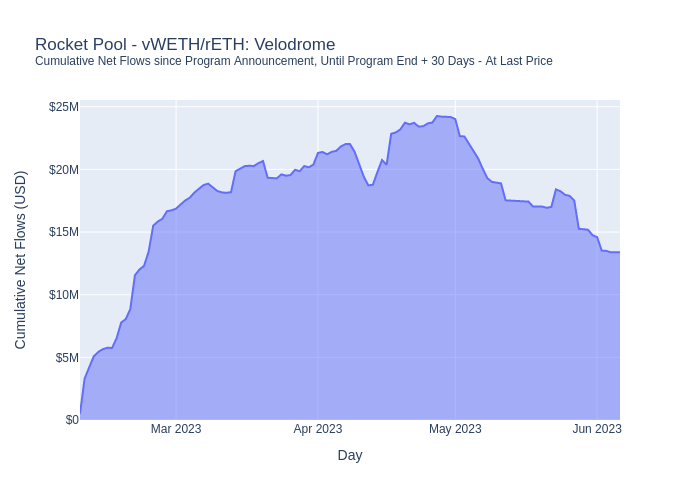 Rocket Pool - vWETH/rETH: Velodrome
Cumulative Net Flows since Program Announcement, Until Program End + 30 Days - At Last Price
Cumulative Net Flows (USD)
$25M
$20M
$15M
$10M
$5M
$0
Mar 2023
Apr 2023
May 2023
Jun 2023
Day